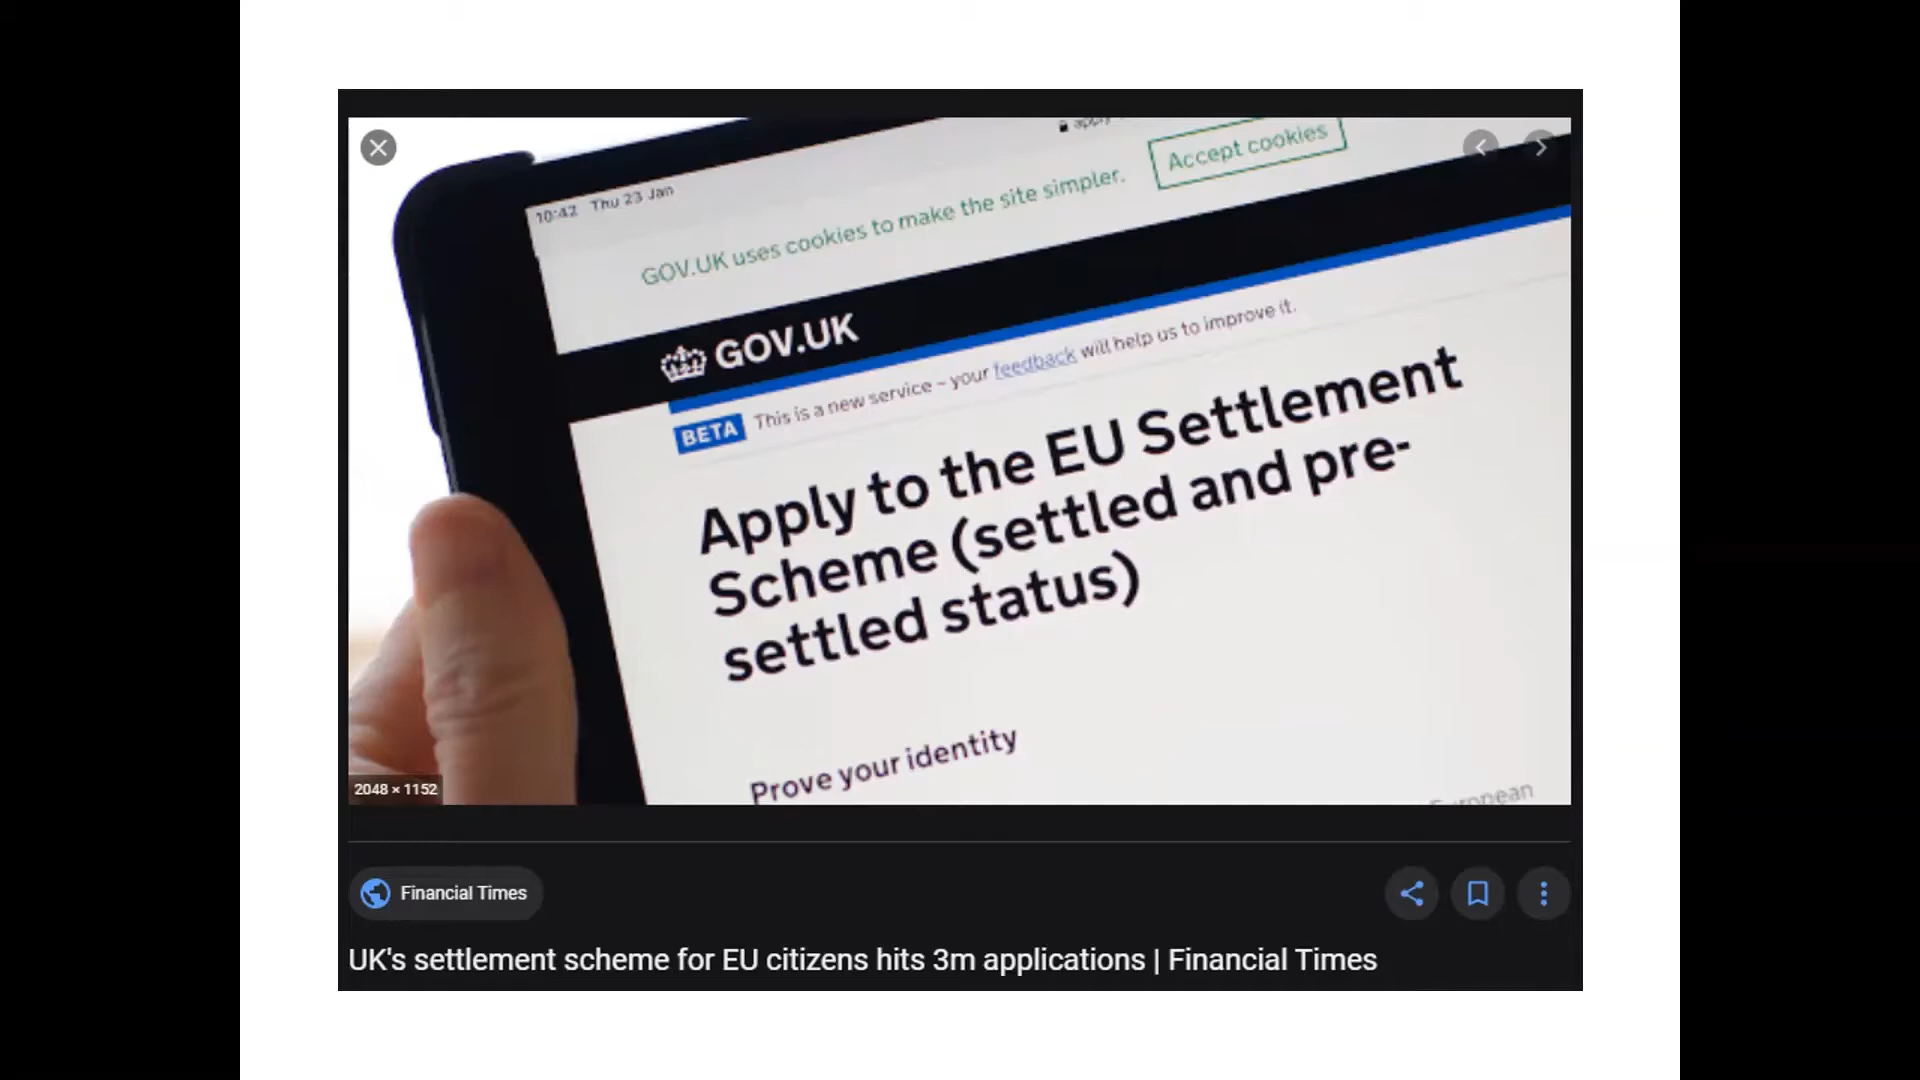 apply
10:42 Thu 23 Jan
GOV.UK uses cookies to make the site simpler.
Accept cookies
GOV.UK
BETA This is a new service – your feedback will help us to improve it.
Apply to the EU Settlement
Scheme (settled and pre-
settled status)
Prove your identity
European
2048 × 1152
Financial Times
UK's settlement scheme for EU citizens hits 3m applications | Financial Times